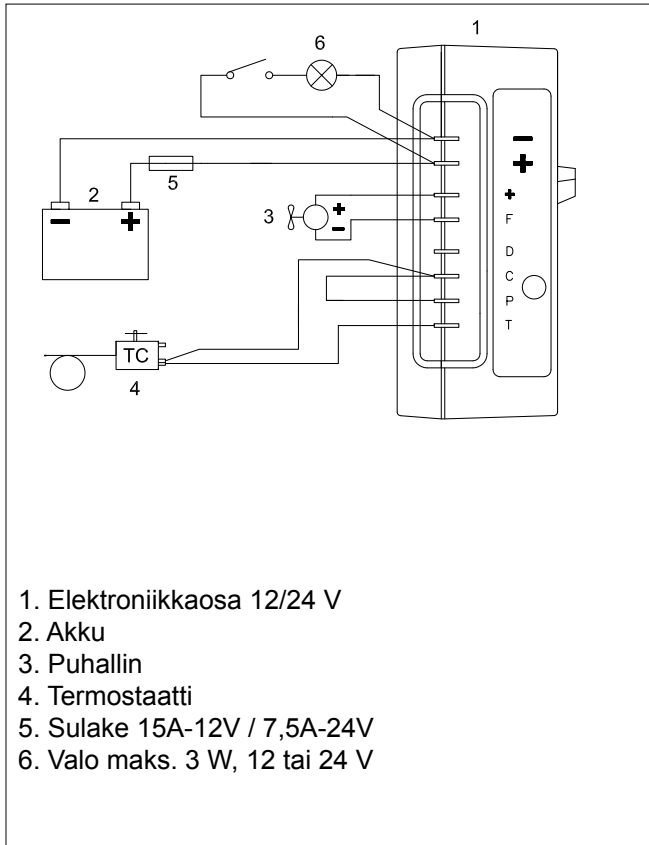 1
6
2
5
3
− +
+
−
−
+
+
F
D
C
P
T
TC
4
1. Elektroniikkaosa 12/24 V
2. Akku
3. Puhallin
4. Termostaatti
5. Sulake 15A-12V / 7,5A-24V
6. Valo maks. 3 W, 12 tai 24 V